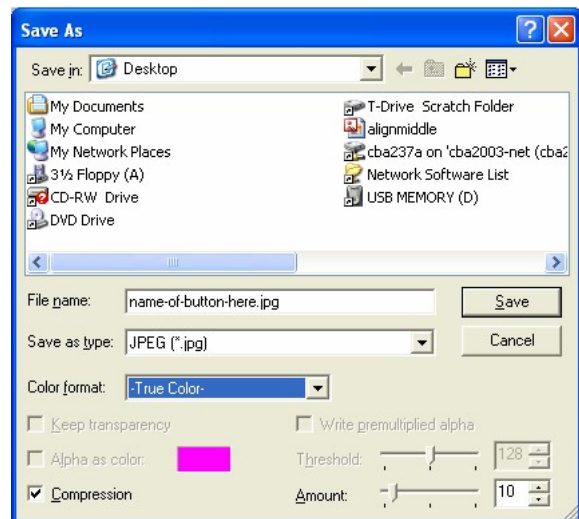 Save As
Save in: Desktop
My Documents
My Computer
My Network Places
3½ Floppy (A)
CD-RW Drive
DVD Drive
T-Drive Scratch Folder
alignmiddle
cba237a on 'cba2003-net (cba2
Network Software List
USB MEMORY (D)
File name: name-of-button-here.jpg Save
Save as type: JPEG (*.jpg) Cancel
Color format: -True Color-
Keep transparency Write premultiplied alpha
Alpha as color: Threshold: 128
Compression Amount: 10